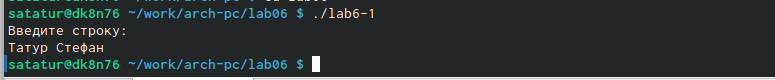 satatur@dk8n76 ~/work/arch-pc/lab06 $ ./lab6-1
Введите строку:
Татур Стефан
satatur@dk8n76 ~/work/arch-pc/lab06 $